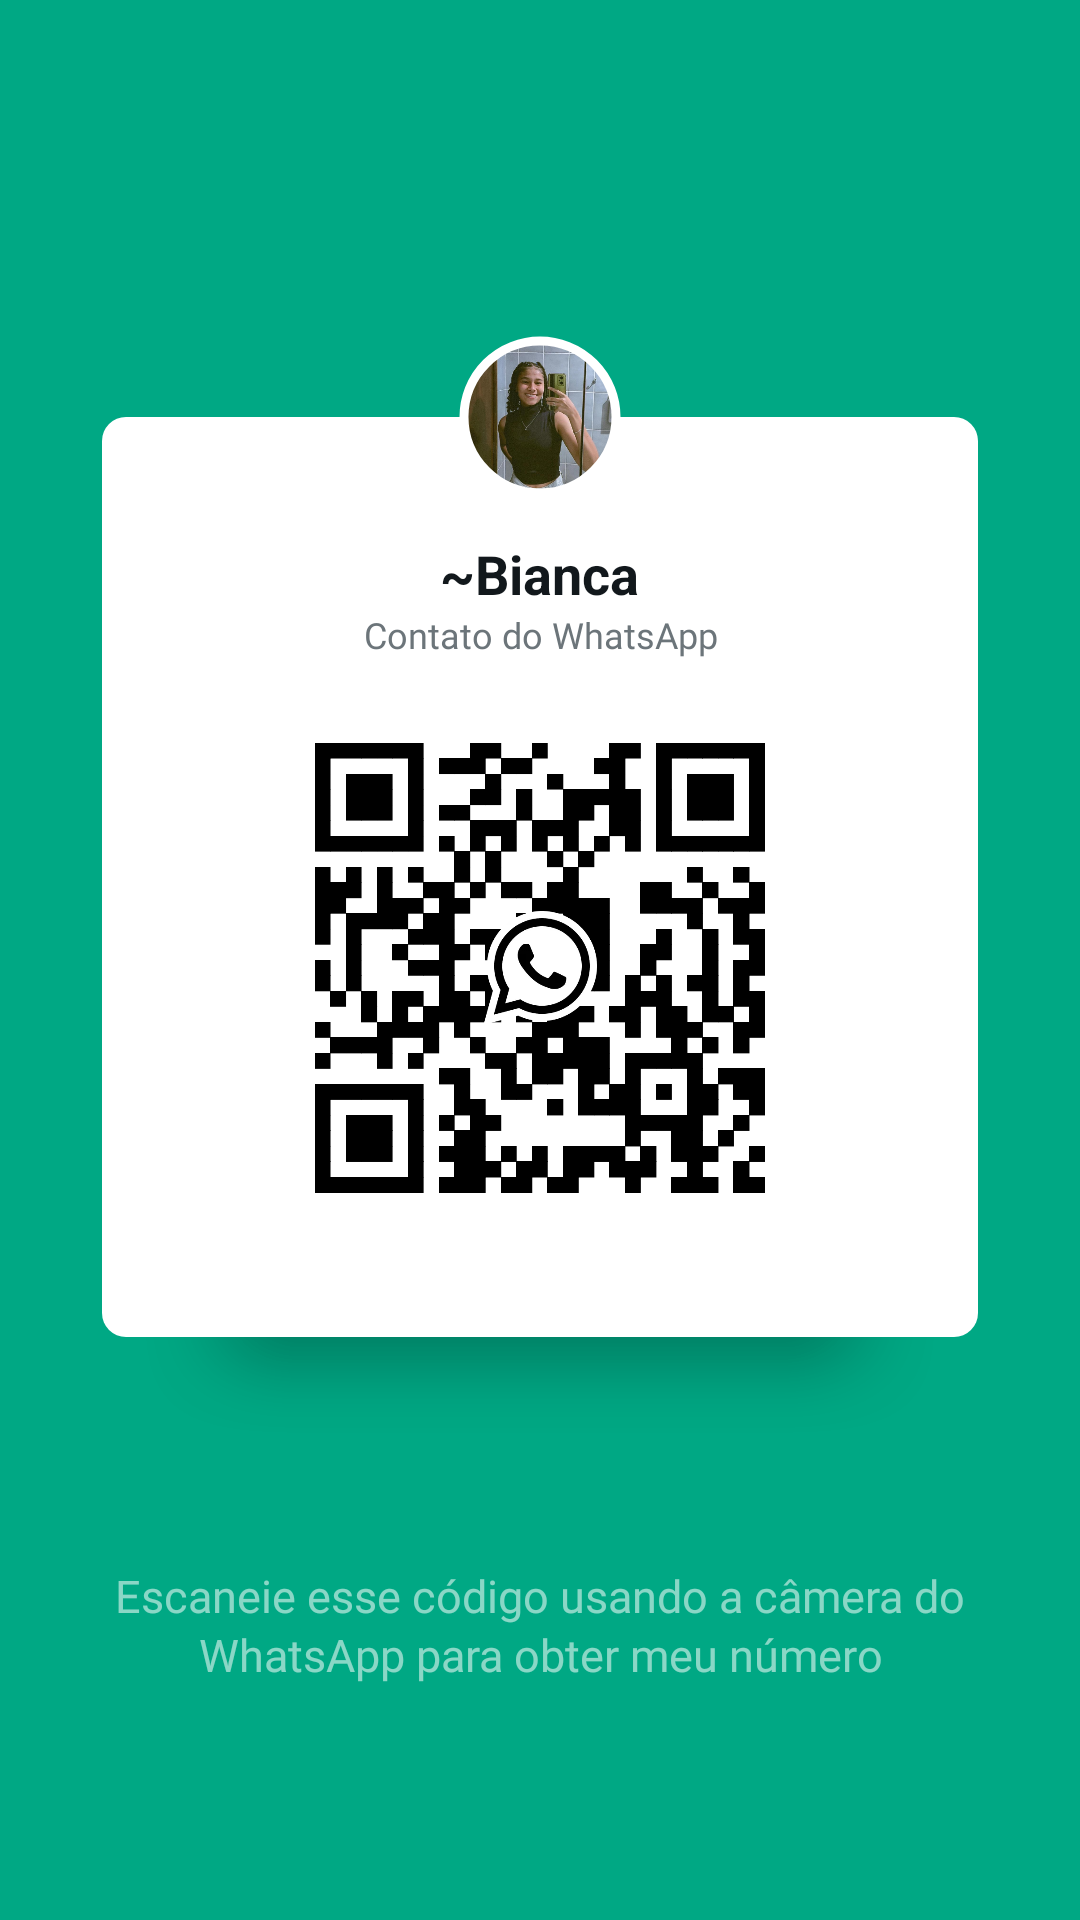 ~Bianca
Contato do WhatsApp
Escaneie esse código usando a câmera do
WhatsApp para obter meu número